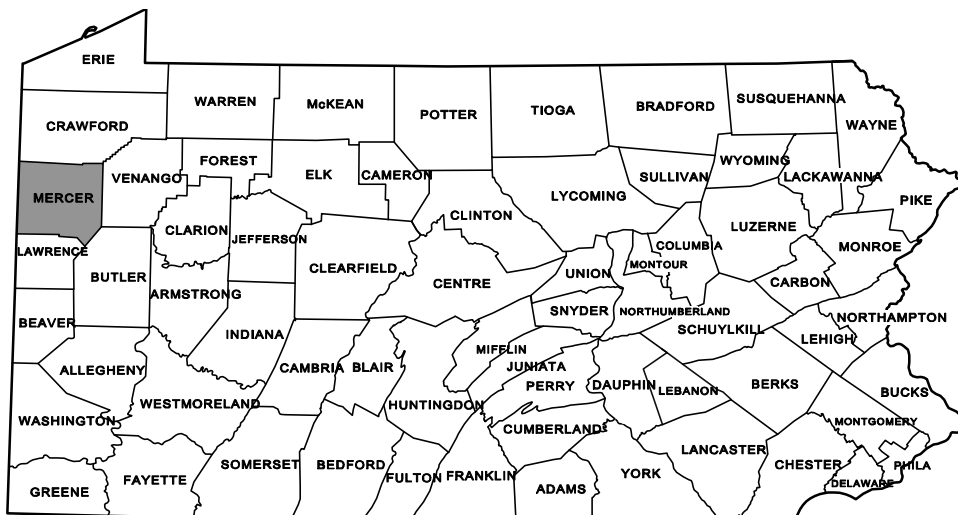 ERIE
CRAWFORD
WARREN
McKEAN
POTTER
TIOGA
BRADFORD
SUSQUEHANNA
WAYNE
MERCER
VENANGO
FOREST
ELK
CAMERON
CLINTON
LYCOMING
SULLIVAN
WYOMING
LACKAWANNA
PIKE
LAWRENCE
BUTLER
CLARION
JEFFERSON
CLEARFIELD
CENTRE
UNION
MONTOUR
COLUMBIA
LUZERNE
MONROE
CARBON
BEAVER
ARMSTRONG
INDIANA
SNYDER
NORTHUMBERLAND
SCHUYLKILL
NORTHAMPTON
LEHIGH
ALLEGHENY
CAMBRIA
BLAIR
MIFFLIN
JUNIATA
PERRY
DAUPHIN
LEBANON
BERKS
BUCKS
WASHINGTON
WESTMORELAND
HUNTINGDON
CUMBERLAND
LANCASTER
MONTGOMERY
GREENE
FAYETTE
SOMERSET
BEDFORD
FULTON
FRANKLIN
ADAMS
YORK
CHESTER
DELAWARE
PHILA